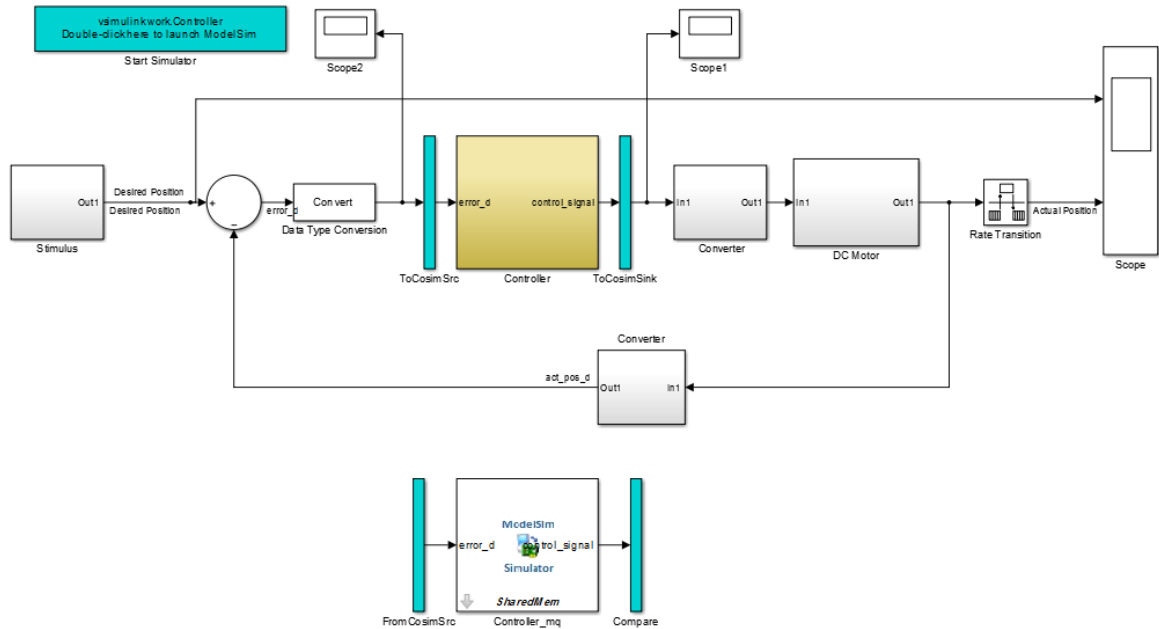 vsimulinkwork.Controller
Double-clickhere to launch ModelSim
Start Simulator
Scope2
Scope1
Out1
Stimulus
Desired Position
Desired Position
+
−
error_d
Convert
Data Type Conversion
ToCosimSrc
error_d
control_signal
Controller
ToCosimSink
In1
Out1
Converter
In1
Out1
DC Motor
Rate Transition
Actual Position
Scope
Converter
Out1
In1
act_pos_d
FromCosimSrc
ModelSim
error_d
control_signal
Simulator
SharedMem
Controller_mq
Compare